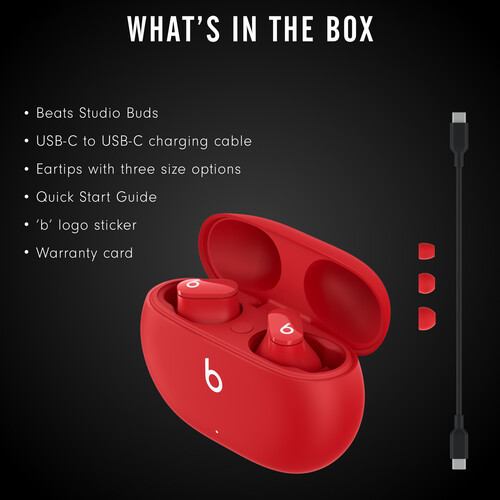 WHAT'S IN THE BOX
• Beats Studio Buds
• USB-C to USB-C charging cable
• Eartips with three size options
• Quick Start Guide
• 'b' logo sticker
• Warranty card
b
b
b